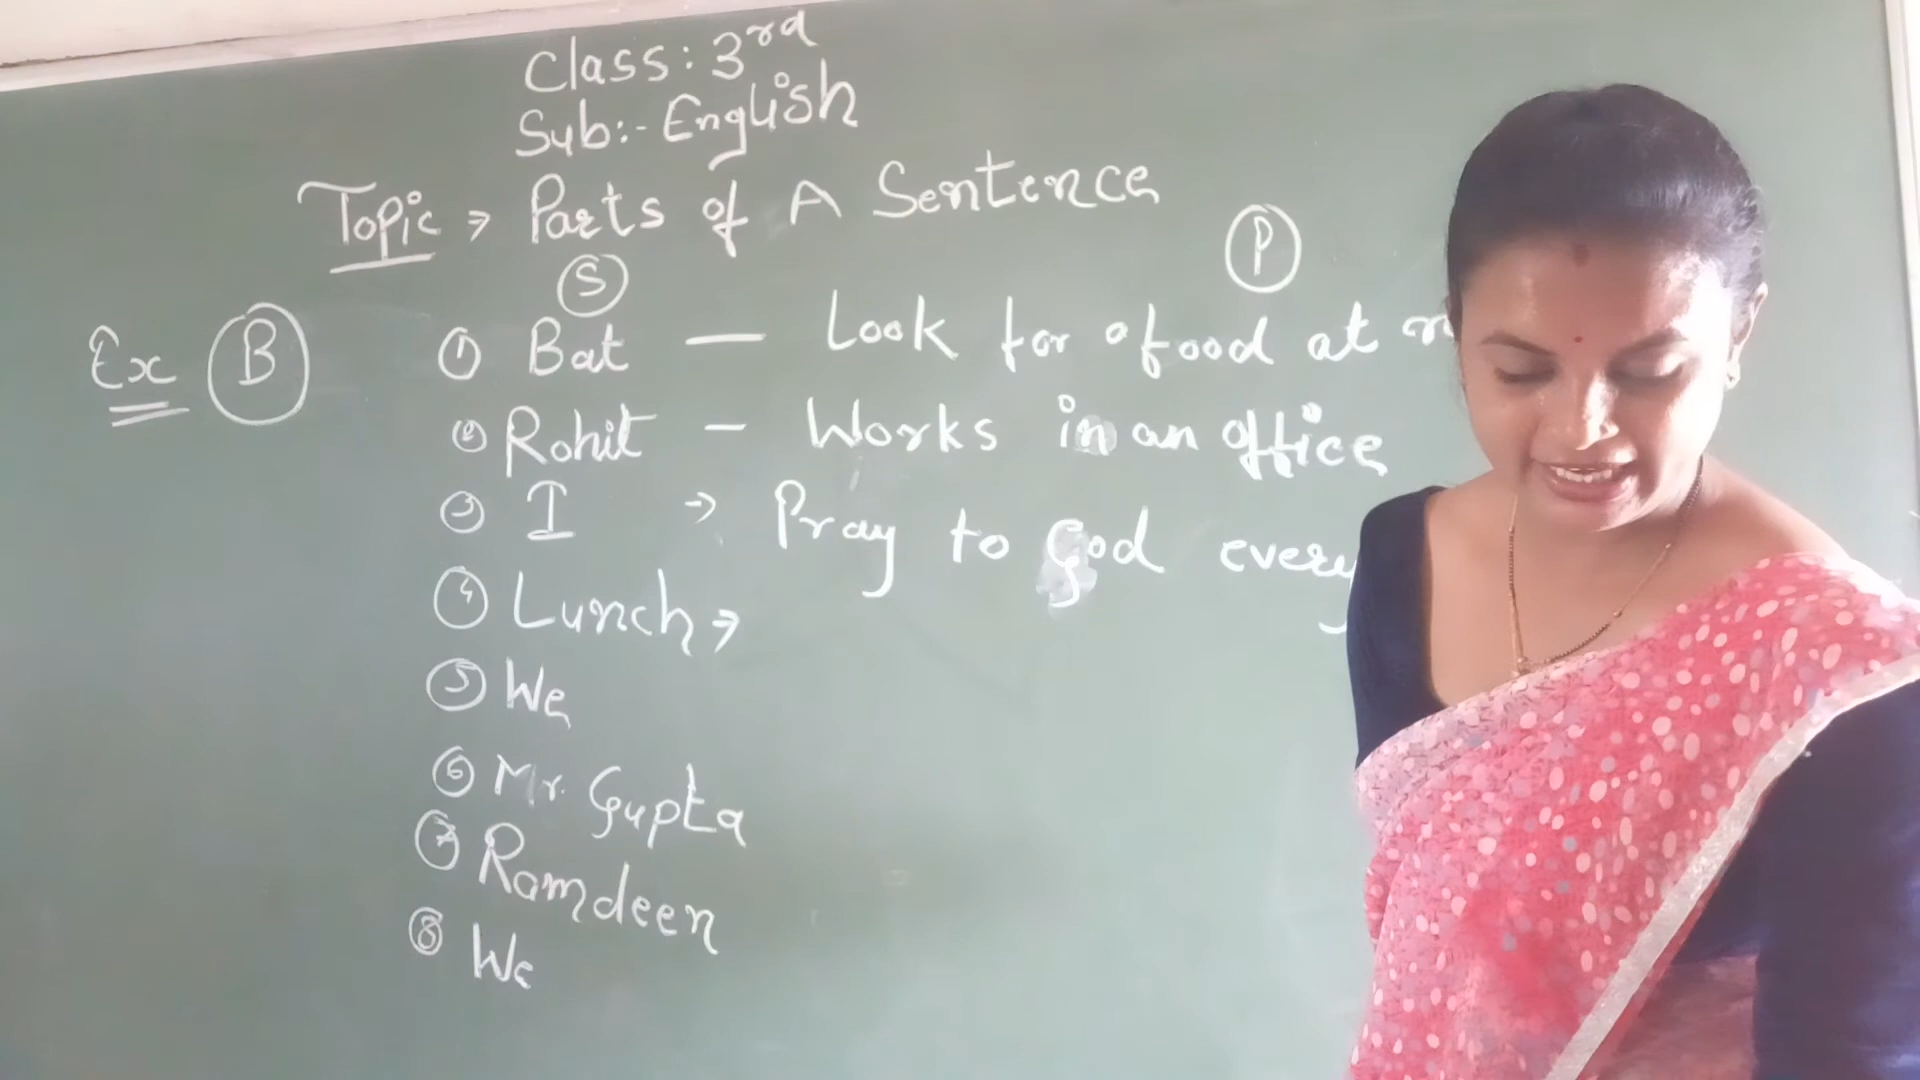 Class: 3rd
Sub:- English
Topic → Parts of A Sentence
S P
Ex B ① Bat — Look for food at
② Rohit — Works in an office
③ I → Pray to God every
④ Lunch →
⑤ We
⑥ Mr. Gupta
⑦ Ramdeen
⑧ We